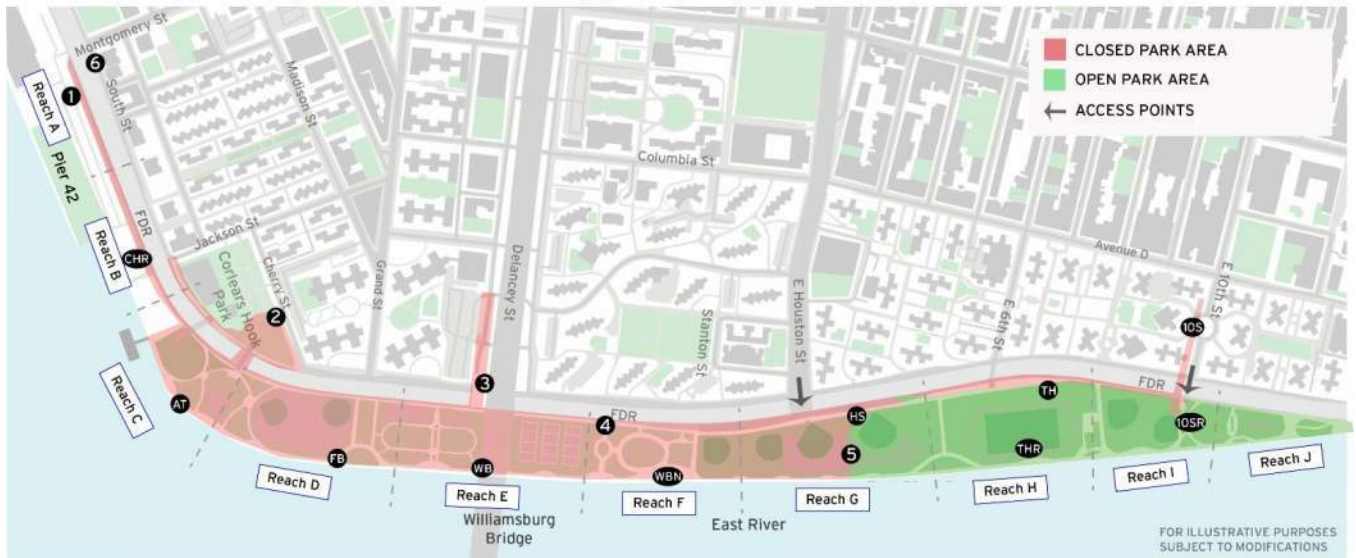 CLOSED PARK AREA
OPEN PARK AREA
ACCESS POINTS
Montgomery St
6
1
Reach A
South St
Madison St
Pier 42
Columbia St
FDR
Jackson St
Avenue D
Reach B
CHR
Corlears Hook
Park
Cherry St
2
Grand St
Delancey St
Stanton St
E Houston St
E 6th St
E 10th St
10S
3
FDR
FDR
Reach C
AT
4
HS
TH
10SR
FB
WB
WBN
5
THR
Reach D
Reach E
Reach F
Reach G
Reach H
Reach I
Reach J
Williamsburg
Bridge
East River
FOR ILLUSTRATIVE PURPOSES
SUBJECT TO MODIFICATIONS